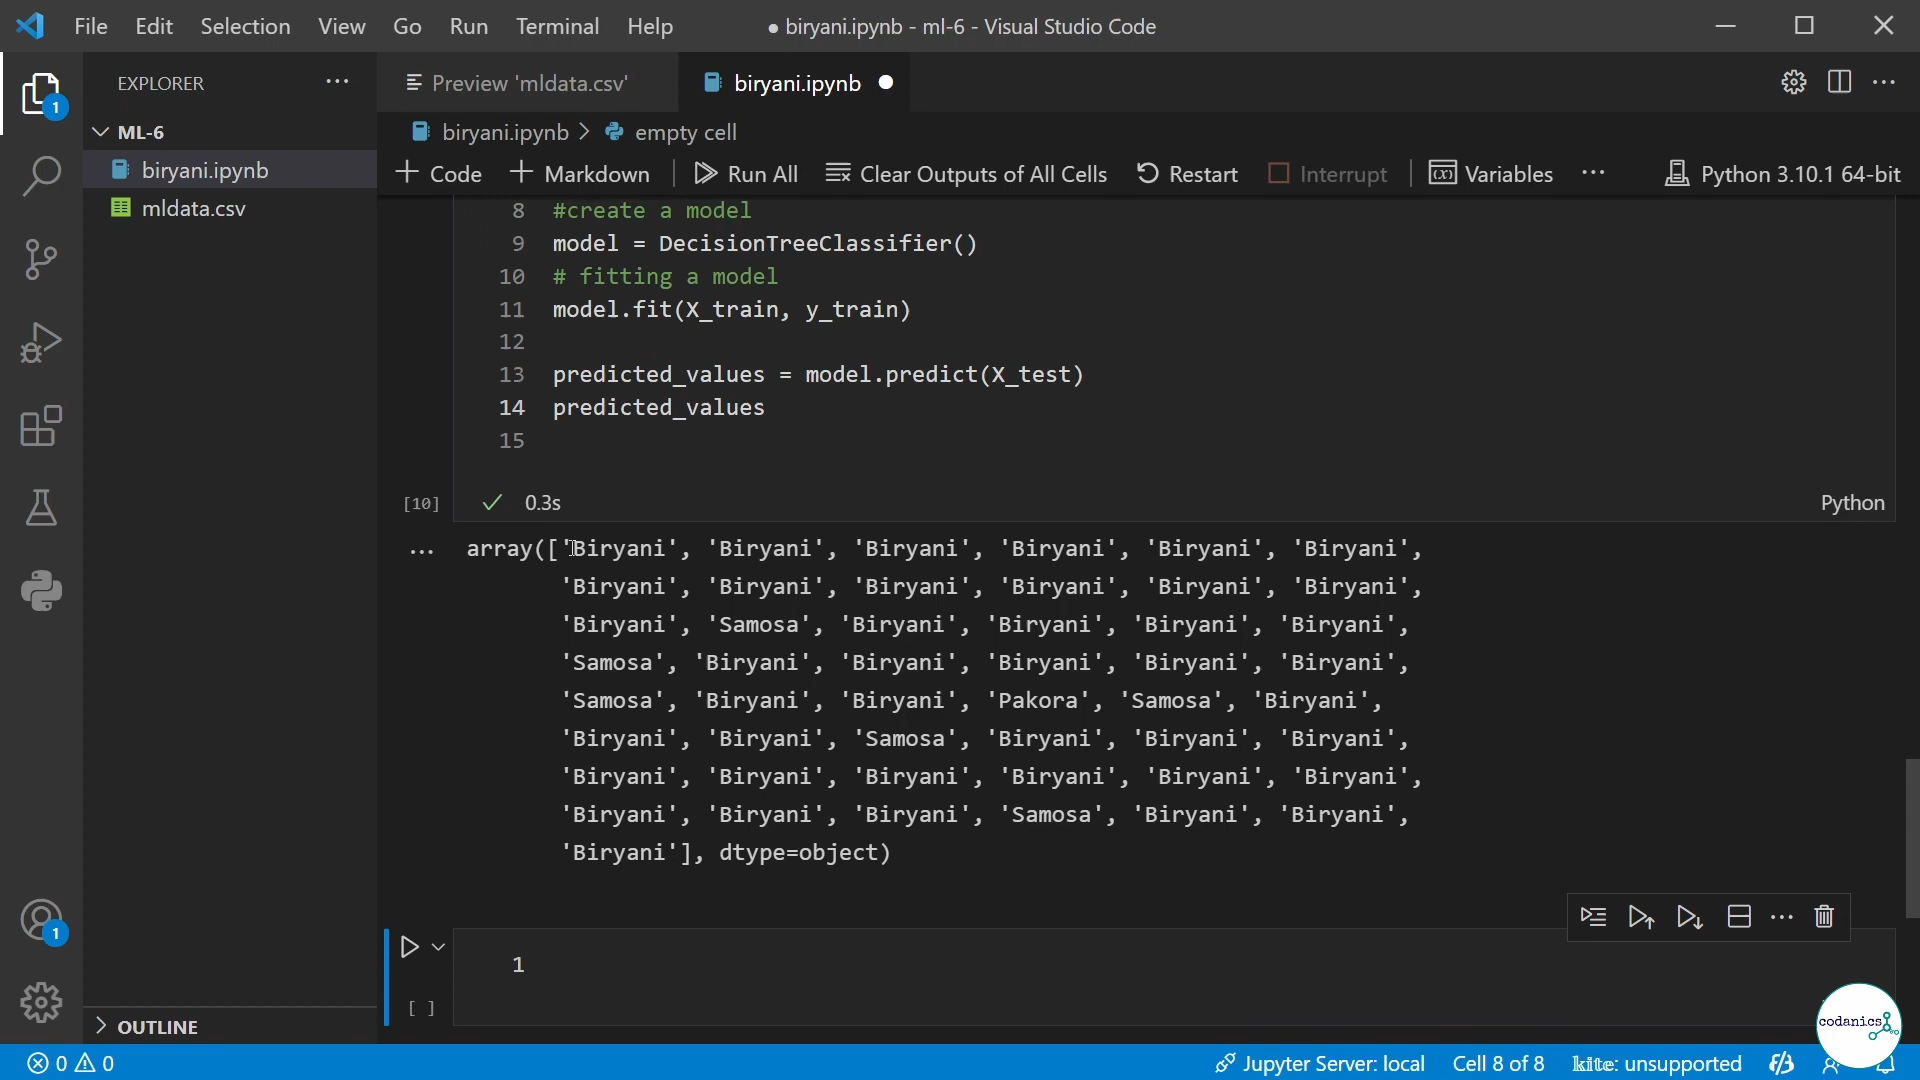 File Edit Selection View Go Run Terminal Help ● biryani.ipynb - ml-6 - Visual Studio Code
EXPLORER ···
Preview 'mldata.csv' biryani.ipynb ●
ML-6
biryani.ipynb > empty cell
biryani.ipynb
+ Code + Markdown Run All Clear Outputs of All Cells Restart Interrupt Variables ··· Python 3.10.1 64-bit
mldata.csv
8 #create a model
9 model = DecisionTreeClassifier()
10 # fitting a model
11 model.fit(X_train, y_train)
12
13 predicted_values = model.predict(X_test)
14 predicted_values
15
[10] ✓ 0.3s Python
array(['Biryani', 'Biryani', 'Biryani', 'Biryani', 'Biryani', 'Biryani',
'Biryani', 'Biryani', 'Biryani', 'Biryani', 'Biryani', 'Biryani',
'Biryani', 'Samosa', 'Biryani', 'Biryani', 'Biryani', 'Biryani',
'Samosa', 'Biryani', 'Biryani', 'Biryani', 'Biryani', 'Biryani',
'Samosa', 'Biryani', 'Biryani', 'Pakora', 'Samosa', 'Biryani',
'Biryani', 'Biryani', 'Samosa', 'Biryani', 'Biryani', 'Biryani',
'Biryani', 'Biryani', 'Biryani', 'Biryani', 'Biryani', 'Biryani',
'Biryani', 'Biryani', 'Biryani', 'Samosa', 'Biryani', 'Biryani',
'Biryani'], dtype=object)
1
[ ]
1
1
codanics
OUTLINE
0 0 Jupyter Server: local Cell 8 of 8 kite: unsupported